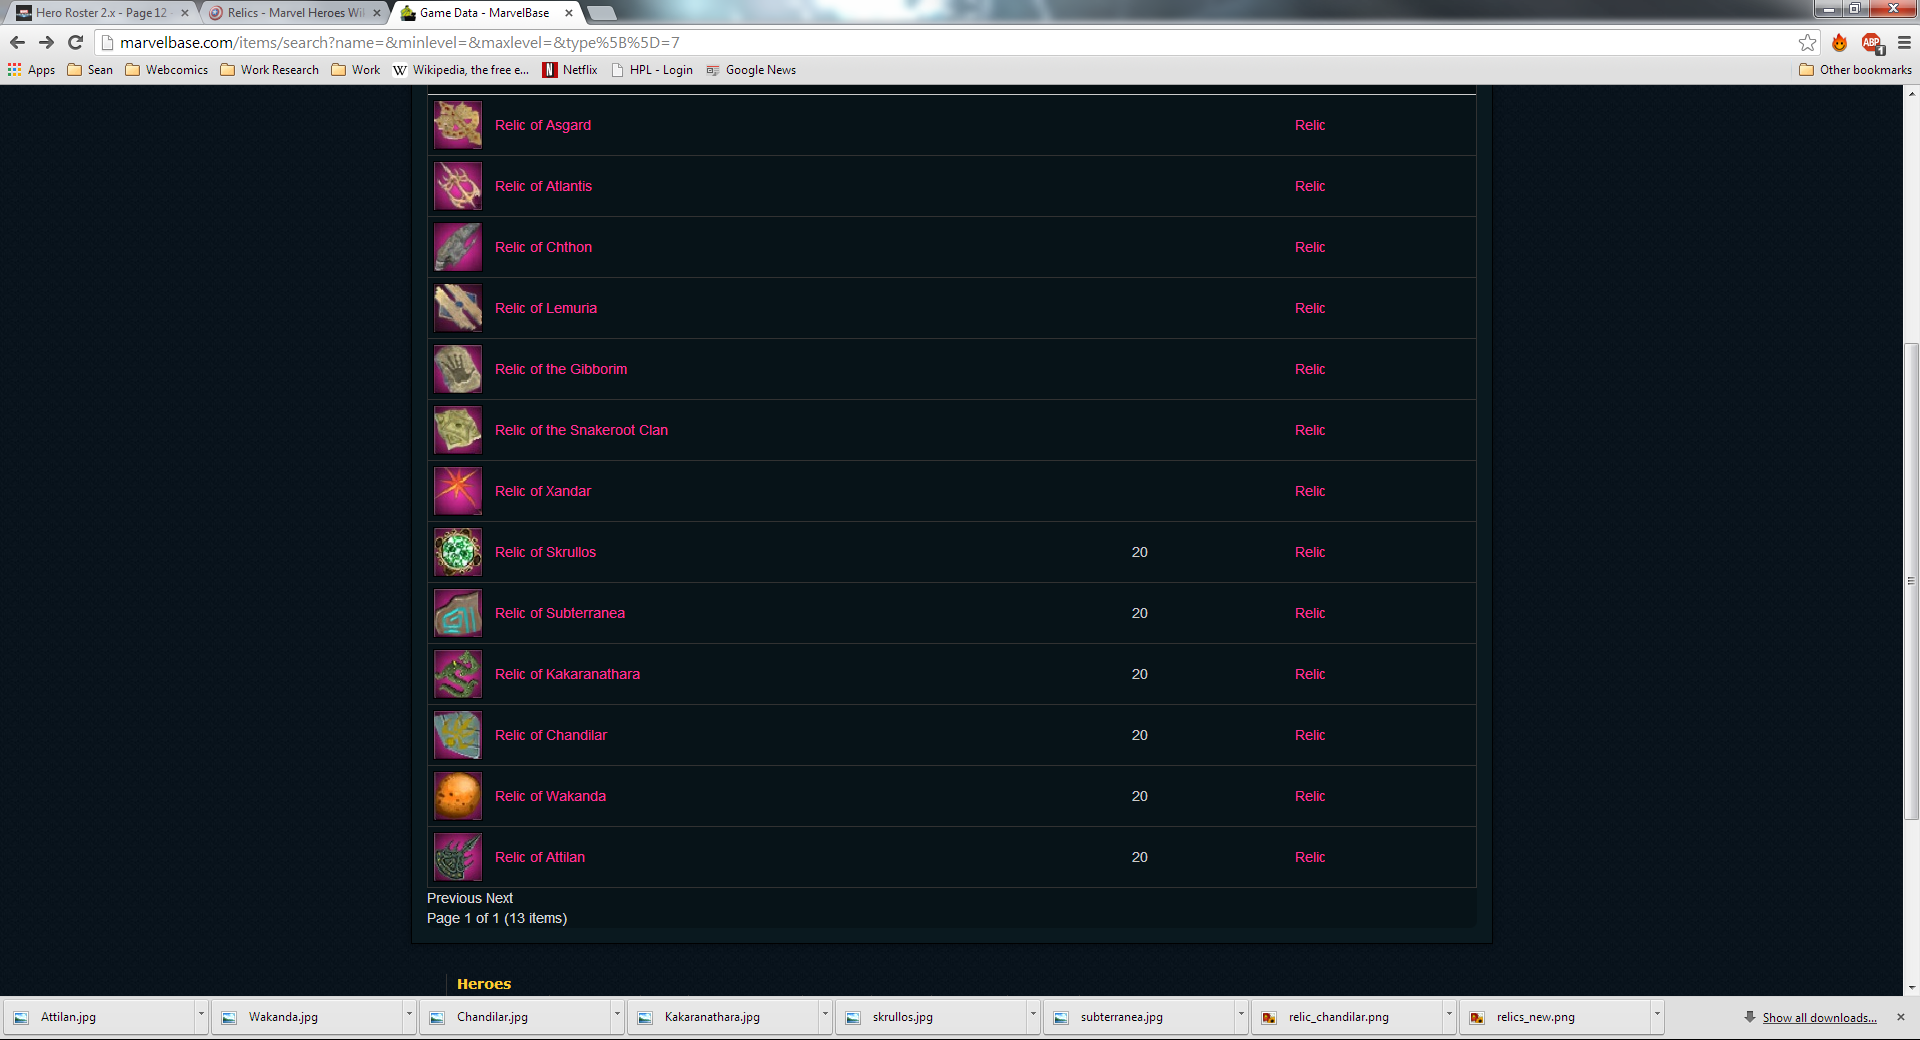 Hero Roster 2.x - Page 12
Relics - Marvel Heroes Wi
Game Data - MarvelBase
marvelbase.com/items/search?name=&minlevel=&maxlevel=&type%5B%5D=7
ABP
1
Apps
Sean
Webcomics
Work Research
Work
W Wikipedia, the free e...
N Netflix
HPL - Login
Google News
Other bookmarks
Relic of Asgard Relic
Relic of Atlantis Relic
Relic of Chthon Relic
Relic of Lemuria Relic
Relic of the Gibborim Relic
Relic of the Snakeroot Clan Relic
Relic of Xandar Relic
Relic of Skrullos 20 Relic
Relic of Subterranea 20 Relic
Relic of Kakaranathara 20 Relic
Relic of Chandilar 20 Relic
Relic of Wakanda 20 Relic
Relic of Attilan 20 Relic
Previous Next
Page 1 of 1 (13 items)
Heroes
Attilan.jpg
Wakanda.jpg
Chandilar.jpg
Kakaranathara.jpg
skrullos.jpg
subterranea.jpg
relic_chandilar.png
relics_new.png
Show all downloads...